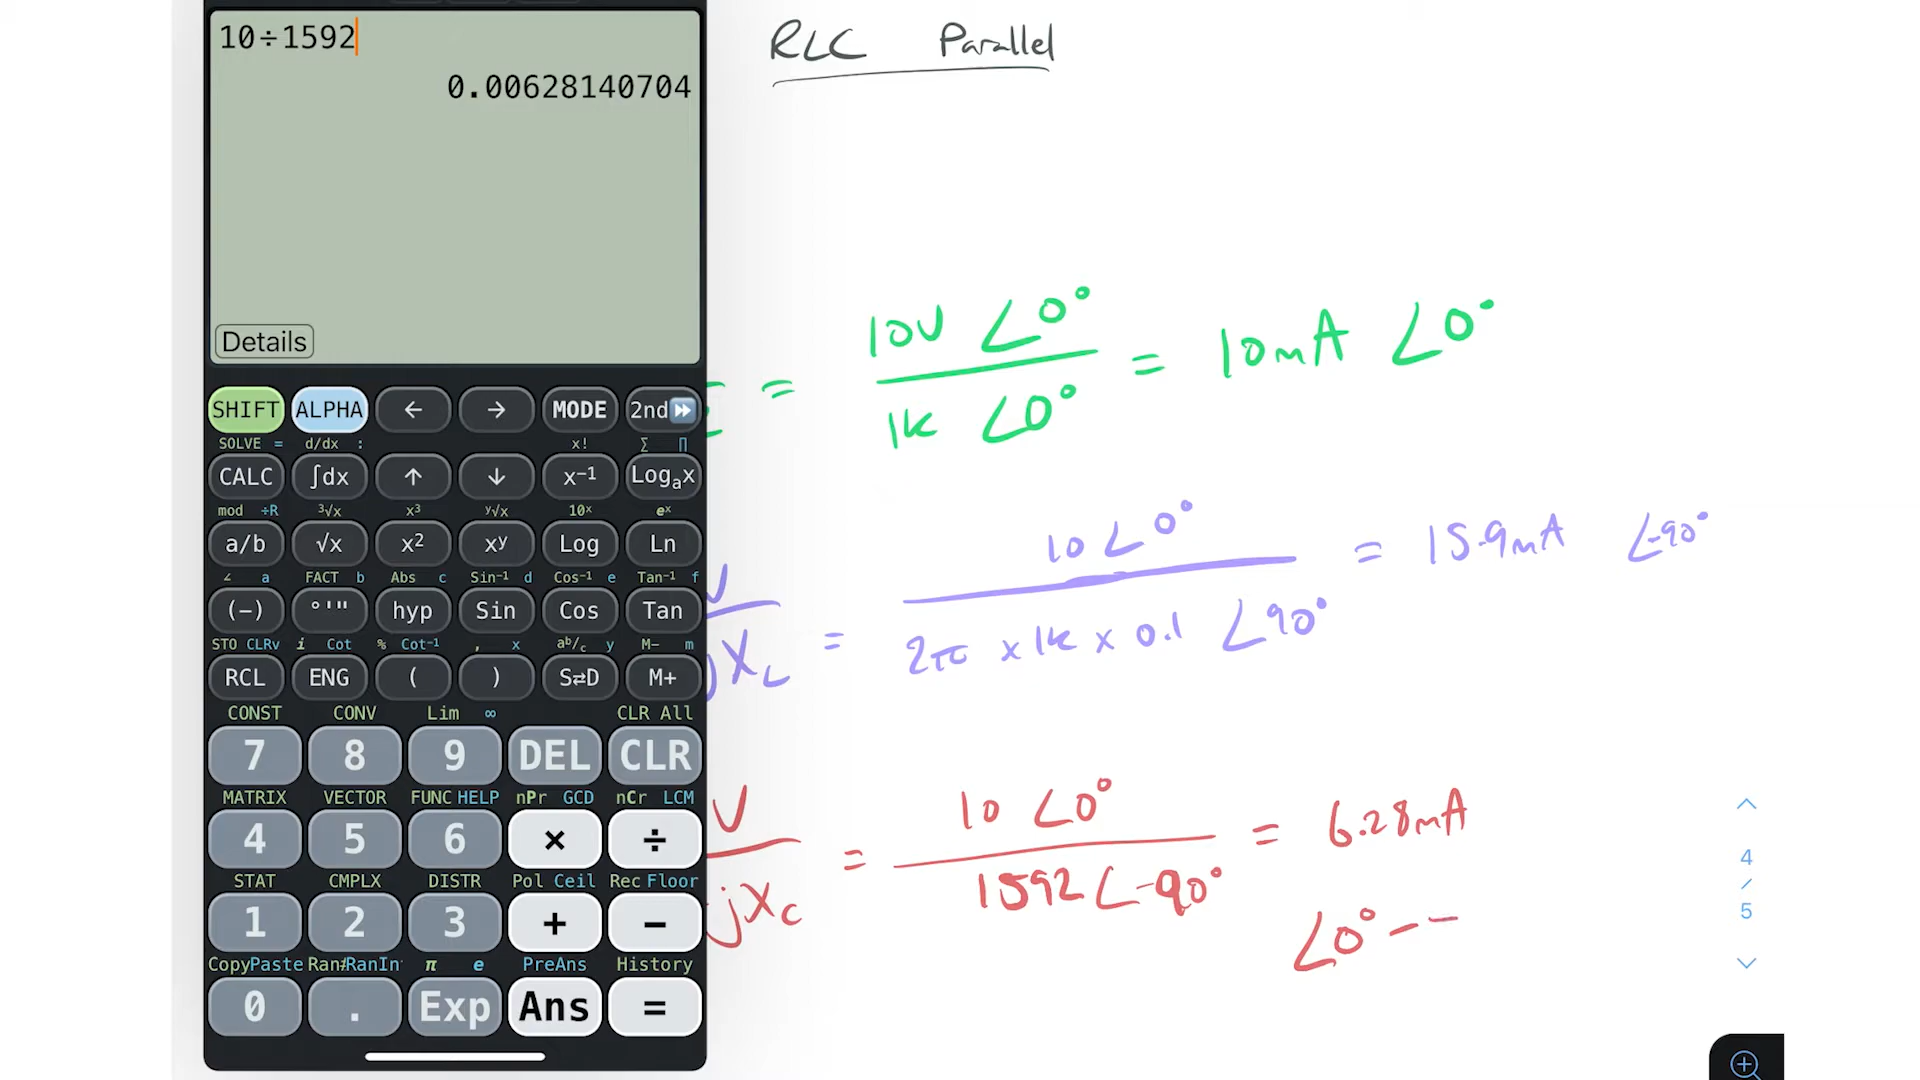 10÷1592
0.00628140704
Details
SHIFT ALPHA ← → MODE 2nd
SOLVE = d/dx : x! ∑ ∏
CALC ∫dx ↑ ↓ x⁻¹ Logₐx
mod ÷R ³√x x³ ʸ√x 10ˣ eˣ
a/b √x x² xʸ Log Ln
∠ a FACT b Abs c Sin⁻¹ d Cos⁻¹ e Tan⁻¹ f
(−) °'" hyp Sin Cos Tan
STO CLRv i Cot % Cot⁻¹ , x aᵇ/c y M− m
RCL ENG ( ) S⇄D M+
CONST CONV Lim ∞ CLR All
7 8 9 DEL CLR
MATRIX VECTOR FUNC HELP nPr GCD nCr LCM
4 5 6 × ÷
STAT CMPLX DISTR Pol Ceil Rec Floor
1 2 3 + −
CopyPaste Ran#RanIn π e PreAns History
0 . Exp Ans =
RLC Parallel
= 10V ∠0° / 1K ∠0° = 10mA ∠0°
V / jXL = 10 ∠0° / 2π x 1K x 0.1 ∠90° = 15.9mA ∠-90°
V / jXC = 10 ∠0° / 1592 ∠-90° = 6.28mA
∠0° - -
4
/
5